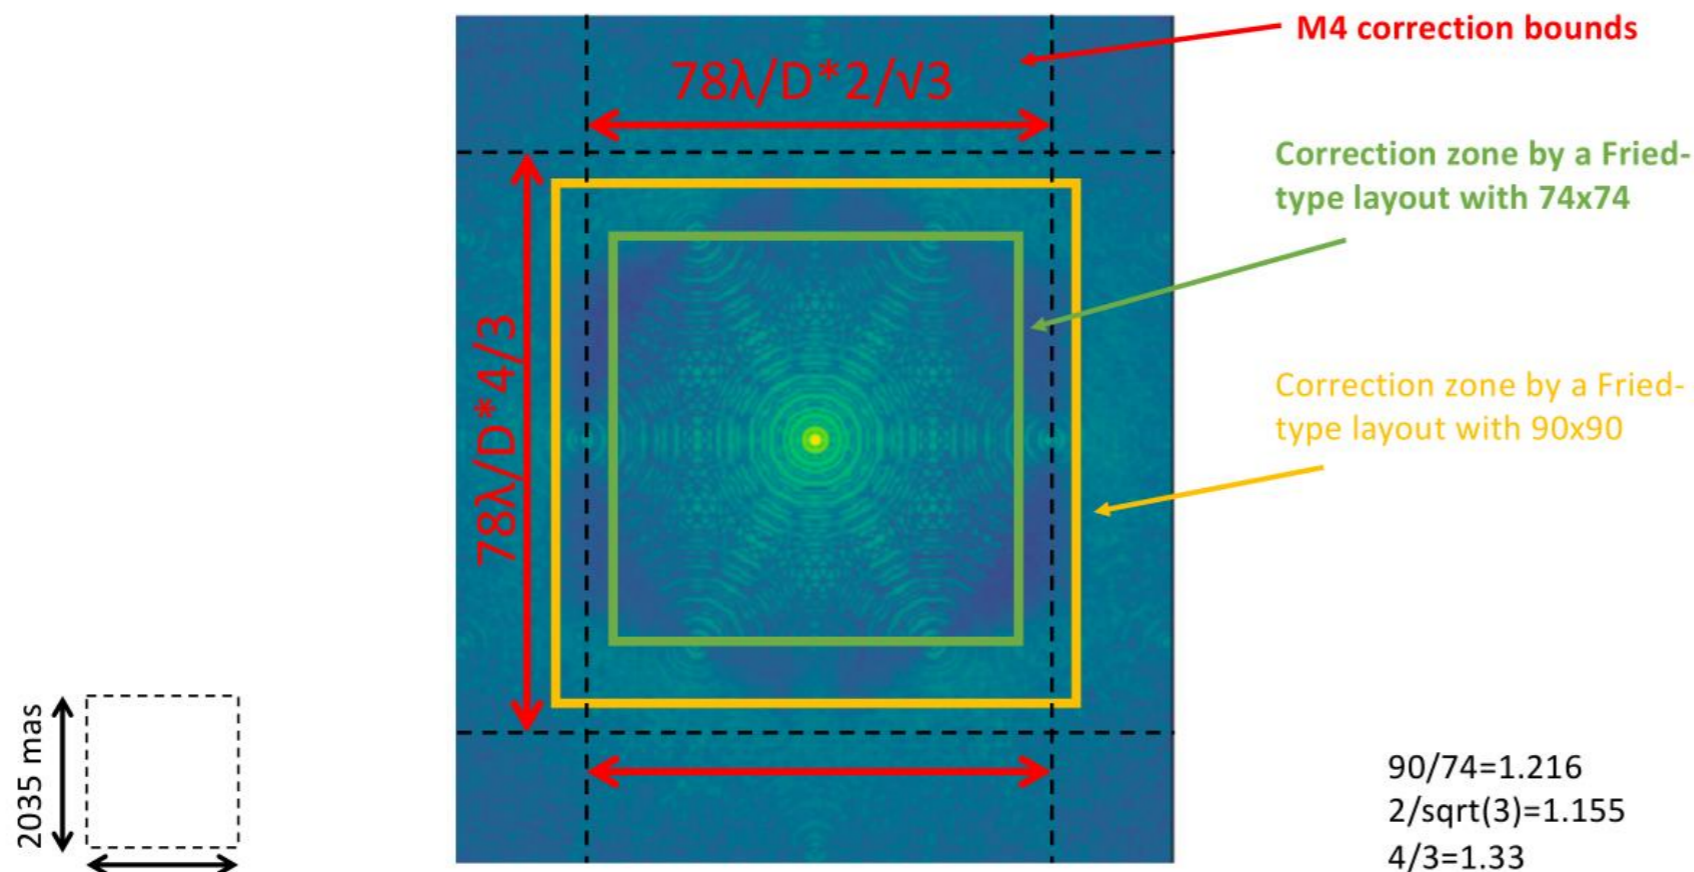 M4 correction bounds
78λ/D*2/√3
Correction zone by a Fried-
type layout with 74x74
78λ/D*4/3
Correction zone by a Fried-
type layout with 90x90
2035 mas
90/74=1.216
2/sqrt(3)=1.155
4/3=1.33